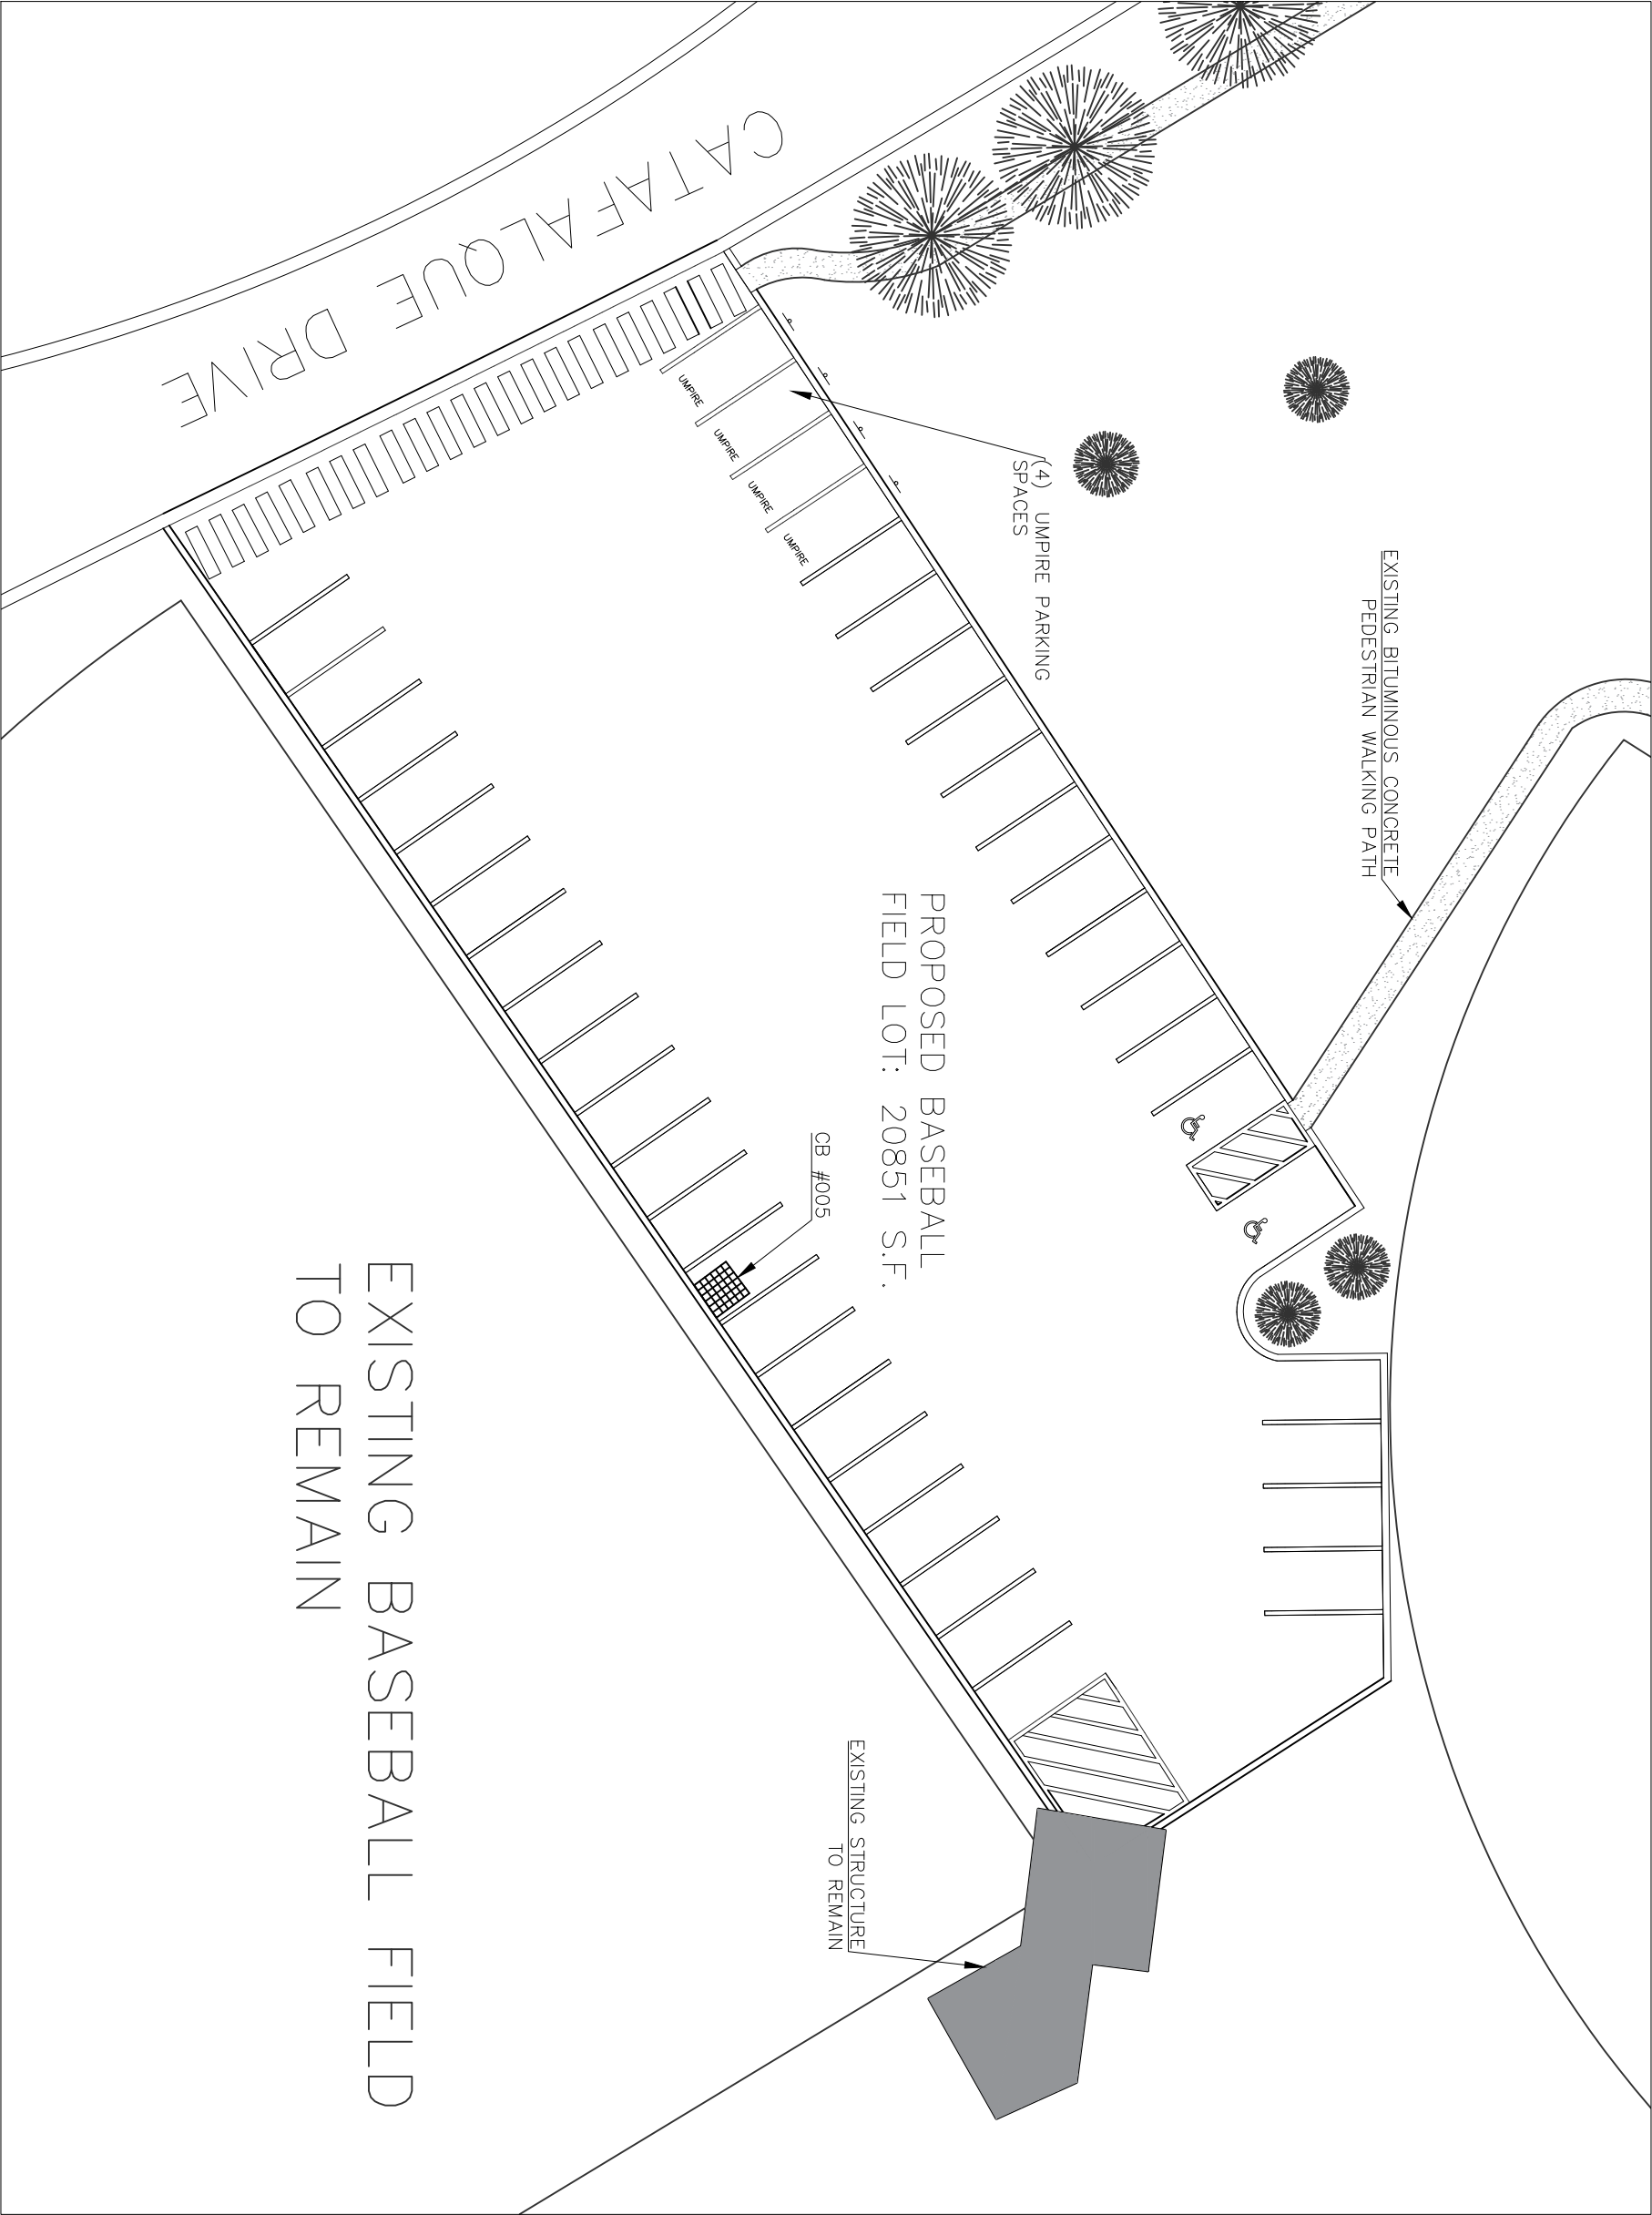 CATAFALQUE DRIVE
UMPIRE
UMPIRE
UMPIRE
UMPIRE
(4) UMPIRE PARKING
SPACES
EXISTING BITUMINOUS CONCRETE
PEDESTRIAN WALKING PATH
PROPOSED BASEBALL
FIELD LOT: 20851 S.F.
CB #005
EXISTING BASEBALL FIELD
TO REMAIN
EXISTING STRUCTURE
TO REMAIN